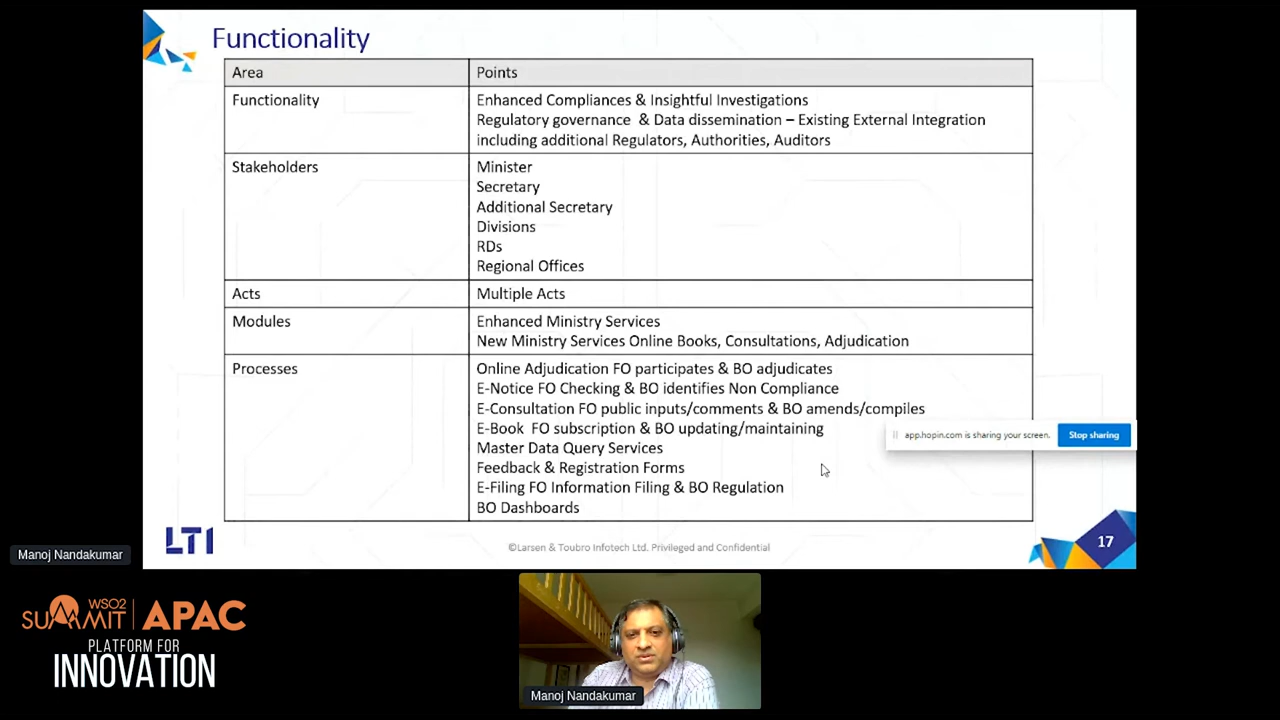 Functionality
Area Points
Functionality Enhanced Compliances & Insightful Investigations
Regulatory governance & Data dissemination – Existing External Integration
including additional Regulators, Authorities, Auditors
Stakeholders Minister
Secretary
Additional Secretary
Divisions
RDs
Regional Offices
Acts Multiple Acts
Modules Enhanced Ministry Services
New Ministry Services Online Books, Consultations, Adjudication
Processes Online Adjudication FO participates & BO adjudicates
E-Notice FO Checking & BO identifies Non Compliance
E-Consultation FO public inputs/comments & BO amends/compiles
E-Book FO subscription & BO updating/maintaining
Master Data Query Services
Feedback & Registration Forms
E-Filing FO Information Filing & BO Regulation
BO Dashboards
app.hopin.com is sharing your screen. Stop sharing
LTI
©Larsen & Toubro Infotech Ltd. Privileged and Confidential
17
Manoj Nandakumar
WSO2
SUMMIT APAC
PLATFORM FOR
INNOVATION
Manoj Nandakumar